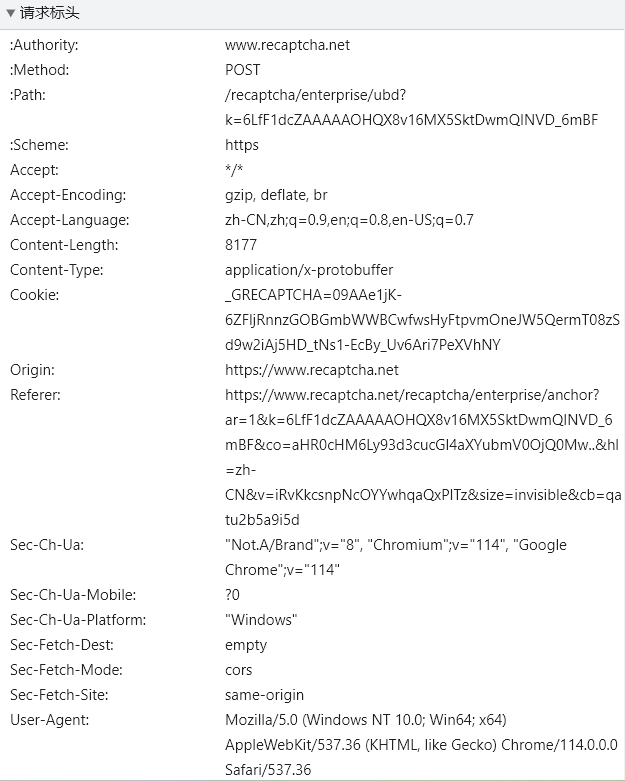 请求标头
:Authority: www.recaptcha.net
:Method: POST
:Path: /recaptcha/enterprise/ubd?
k=6LfF1dcZAAAAAOHQX8v16MX5SktDwmQINVD_6mBF
:Scheme: https
Accept: */*
Accept-Encoding: gzip, deflate, br
Accept-Language: zh-CN,zh;q=0.9,en;q=0.8,en-US;q=0.7
Content-Length: 8177
Content-Type: application/x-protobuffer
Cookie: _GRECAPTCHA=09AAe1jK-
6ZFljRnnzGOBGmbWWBCwfwsHyFtpvmOneJW5QermT08zS
d9w2iAj5HD_tNs1-EcBy_Uv6Ari7PeXVhNY
Origin: https://www.recaptcha.net
Referer: https://www.recaptcha.net/recaptcha/enterprise/anchor?
ar=1&k=6LfF1dcZAAAAAOHQX8v16MX5SktDwmQINVD_6
mBF&co=aHR0cHM6Ly93d3cucGl4aXYubmV0OjQ0Mw..&hl
=zh-
CN&v=iRvKkcsnpNcOYYwhqaQxPITz&size=invisible&cb=qa
tu2b5a9i5d
Sec-Ch-Ua: "Not.A/Brand";v="8", "Chromium";v="114", "Google
Chrome";v="114"
Sec-Ch-Ua-Mobile: ?0
Sec-Ch-Ua-Platform: "Windows"
Sec-Fetch-Dest: empty
Sec-Fetch-Mode: cors
Sec-Fetch-Site: same-origin
User-Agent: Mozilla/5.0 (Windows NT 10.0; Win64; x64)
AppleWebKit/537.36 (KHTML, like Gecko) Chrome/114.0.0.0
Safari/537.36